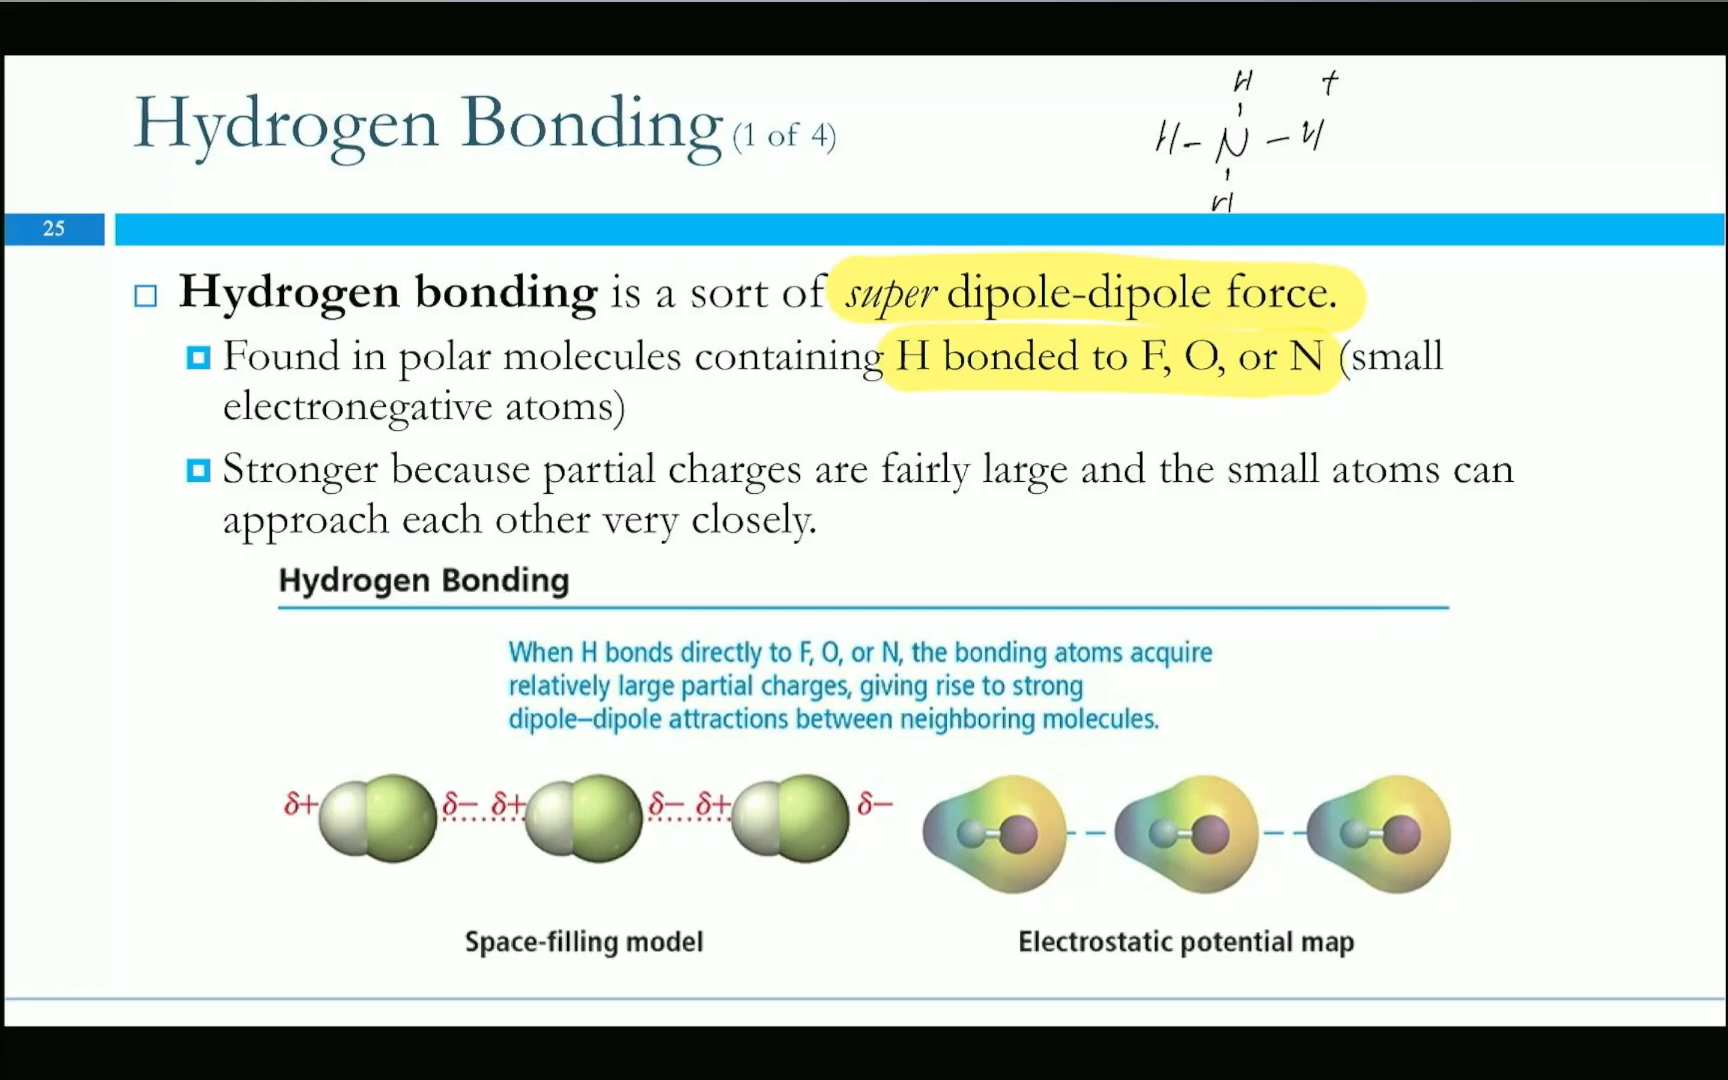 Hydrogen Bonding (1 of 4)
H +
H - N - H
H
25
Hydrogen bonding is a sort of super dipole-dipole force.
Found in polar molecules containing H bonded to F, O, or N (small
electronegative atoms)
Stronger because partial charges are fairly large and the small atoms can
approach each other very closely.
Hydrogen Bonding
When H bonds directly to F, O, or N, the bonding atoms acquire
relatively large partial charges, giving rise to strong
dipole–dipole attractions between neighboring molecules.
δ+ δ– δ+ δ– δ+ δ–
Space-filling model
Electrostatic potential map